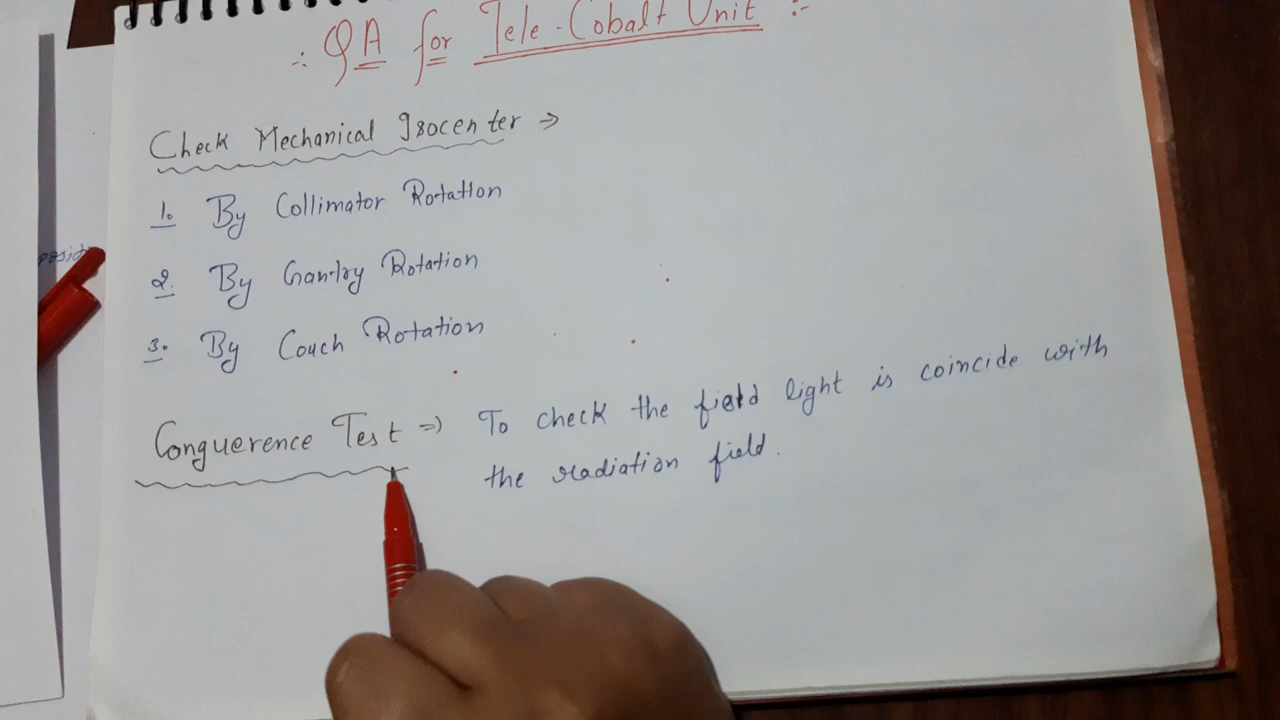 ∴ QA for Tele-Cobalt Unit :-
Check Mechanical Isocenter ⇒
1. By Collimator Rotation
2. By Gantry Rotation
3. By Couch Rotation
Conguerence Test ⇒ To check the field light is coincide with
the radiation field.